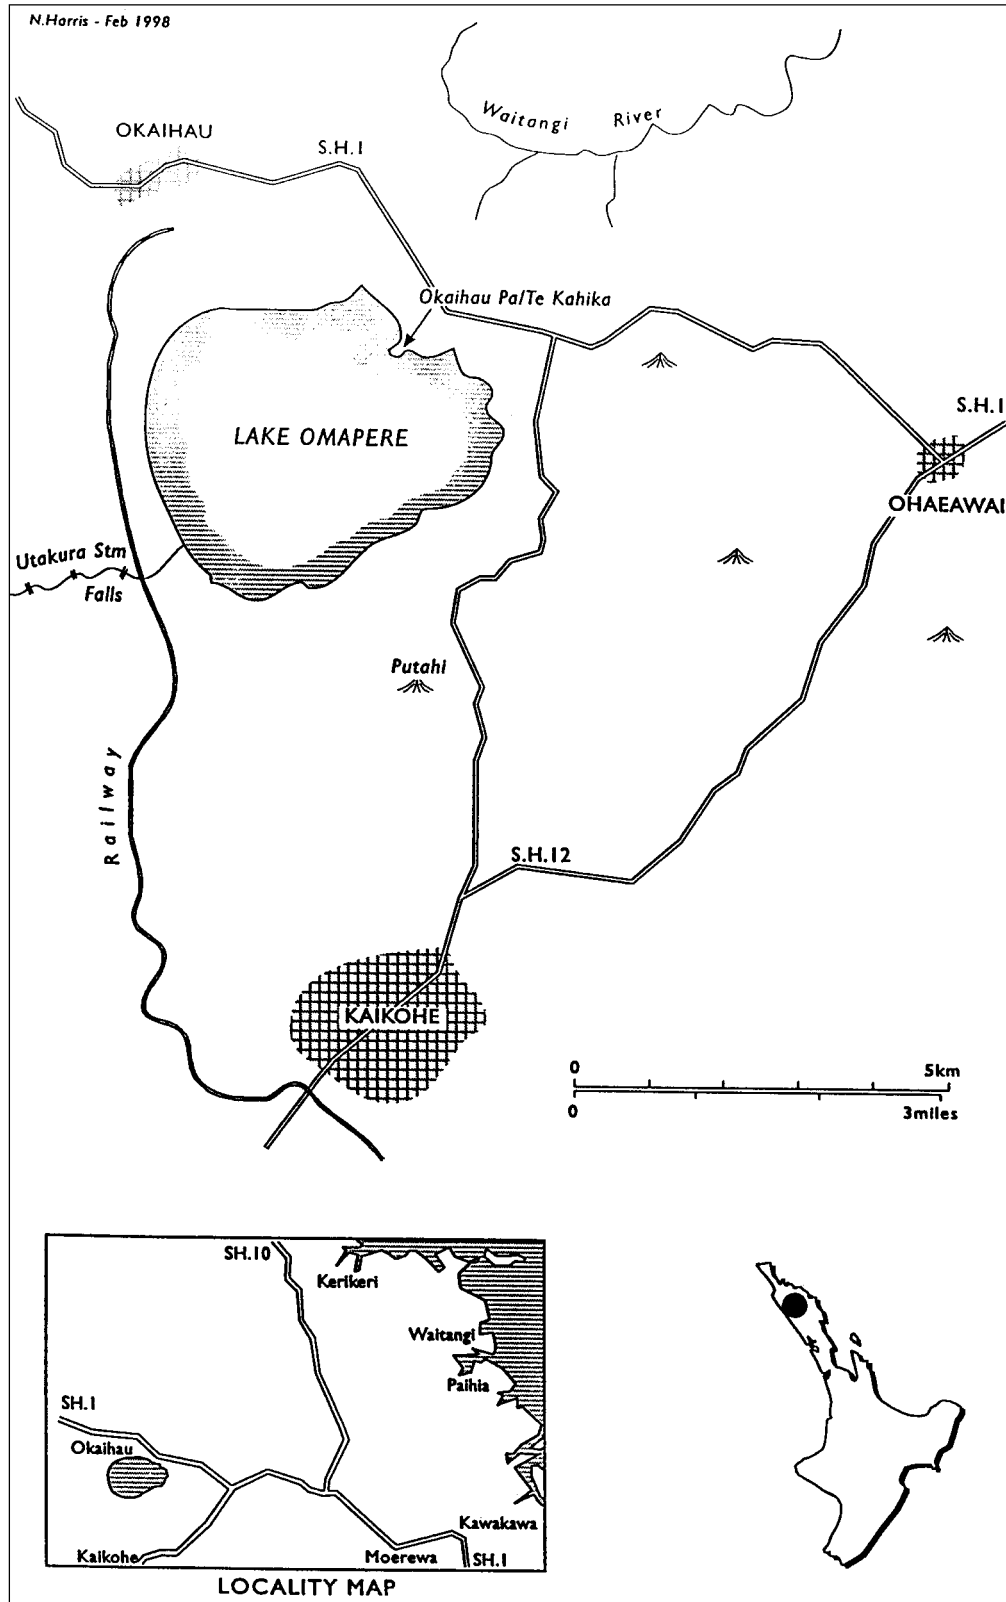 N.Harris - Feb 1998
Waitangi River
OKAIHAU
S.H.1
Okaihau Pa/Te Kahika
LAKE OMAPERE
S.H.1
OHAEAWAI
Utakura Stm
Falls
Putahi
Railway
S.H.12
KAIKOHE
0 5km
0 3miles
SH.10
Kerikeri
Waitangi
Paihia
SH.1
Okaihau
Kawakawa
Kaikohe
Moerewa
SH.1
LOCALITY MAP